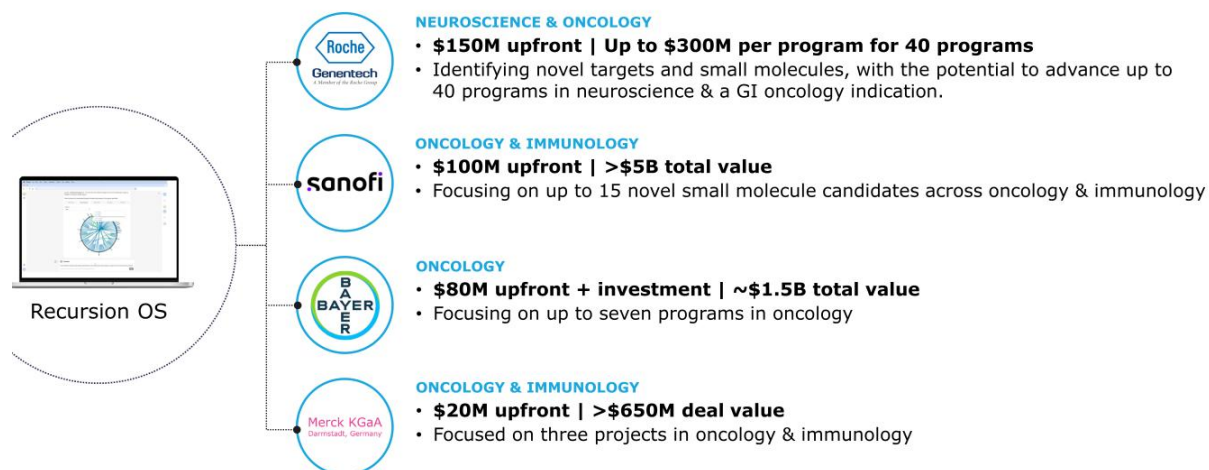 NEUROSCIENCE & ONCOLOGY
Roche
Genentech
A Member of the Roche Group
• $150M upfront | Up to $300M per program for 40 programs
• Identifying novel targets and small molecules, with the potential to advance up to
40 programs in neuroscience & a GI oncology indication.
ONCOLOGY & IMMUNOLOGY
sanofi
• $100M upfront | >$5B total value
• Focusing on up to 15 novel small molecule candidates across oncology & immunology
Recursion OS
ONCOLOGY
BAYER
BAYER
• $80M upfront + investment | ~$1.5B total value
• Focusing on up to seven programs in oncology
ONCOLOGY & IMMUNOLOGY
Merck KGaA
Darmstadt, Germany
• $20M upfront | >$650M deal value
• Focused on three projects in oncology & immunology